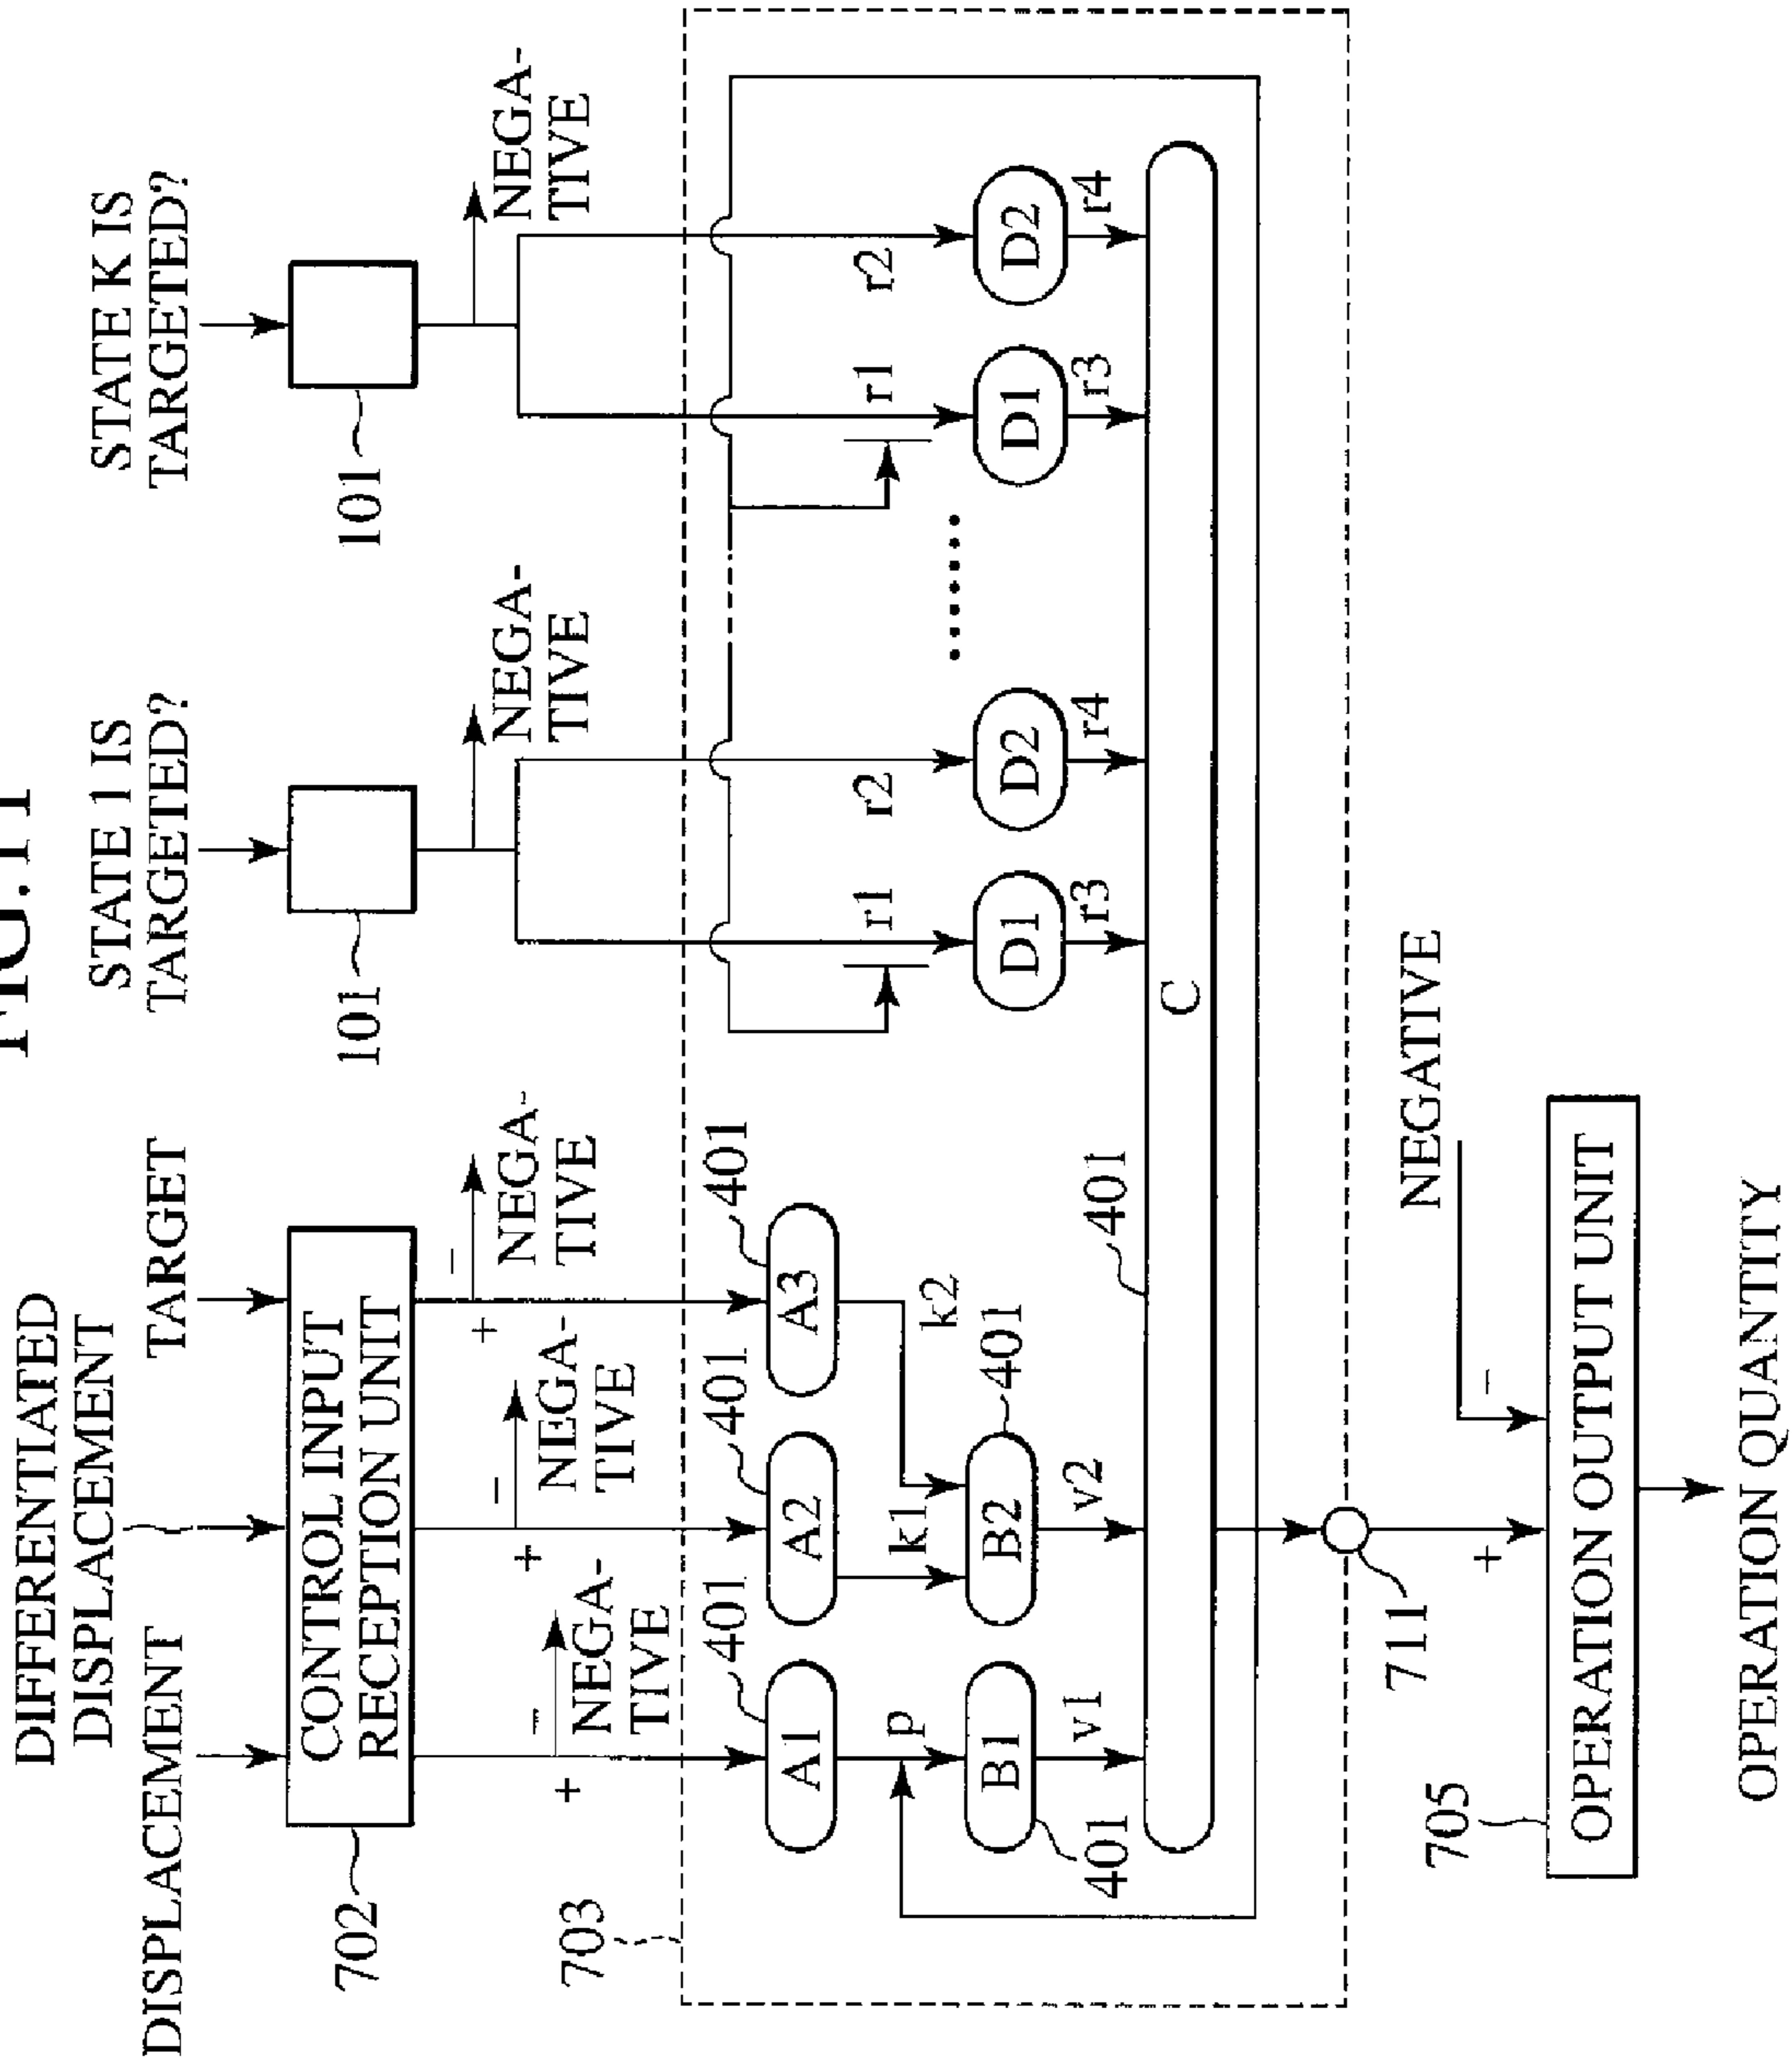 FIG.11
DIFFERENTIATED
DISPLACEMENT
DISPLACEMENT
TARGET
STATE 1 IS
TARGETED?
STATE K IS
TARGETED?
CONTROL INPUT
RECEPTION UNIT
702
101
101
−
NEGA-
TIVE
+
−
NEGA-
TIVE
+
−
NEGA-
TIVE
+
NEGA-
TIVE
NEGA-
TIVE
703
401
401
401
A1
A2
A3
p
k1
k2
r1
r2
r1
r2
B1
B2
401
401
D1
D2
......
D1
D2
v1
v2
401
r3
r4
r3
r4
C
711
+
−
NEGATIVE
705
OPERATION OUTPUT UNIT
OPERATION QUANTITY